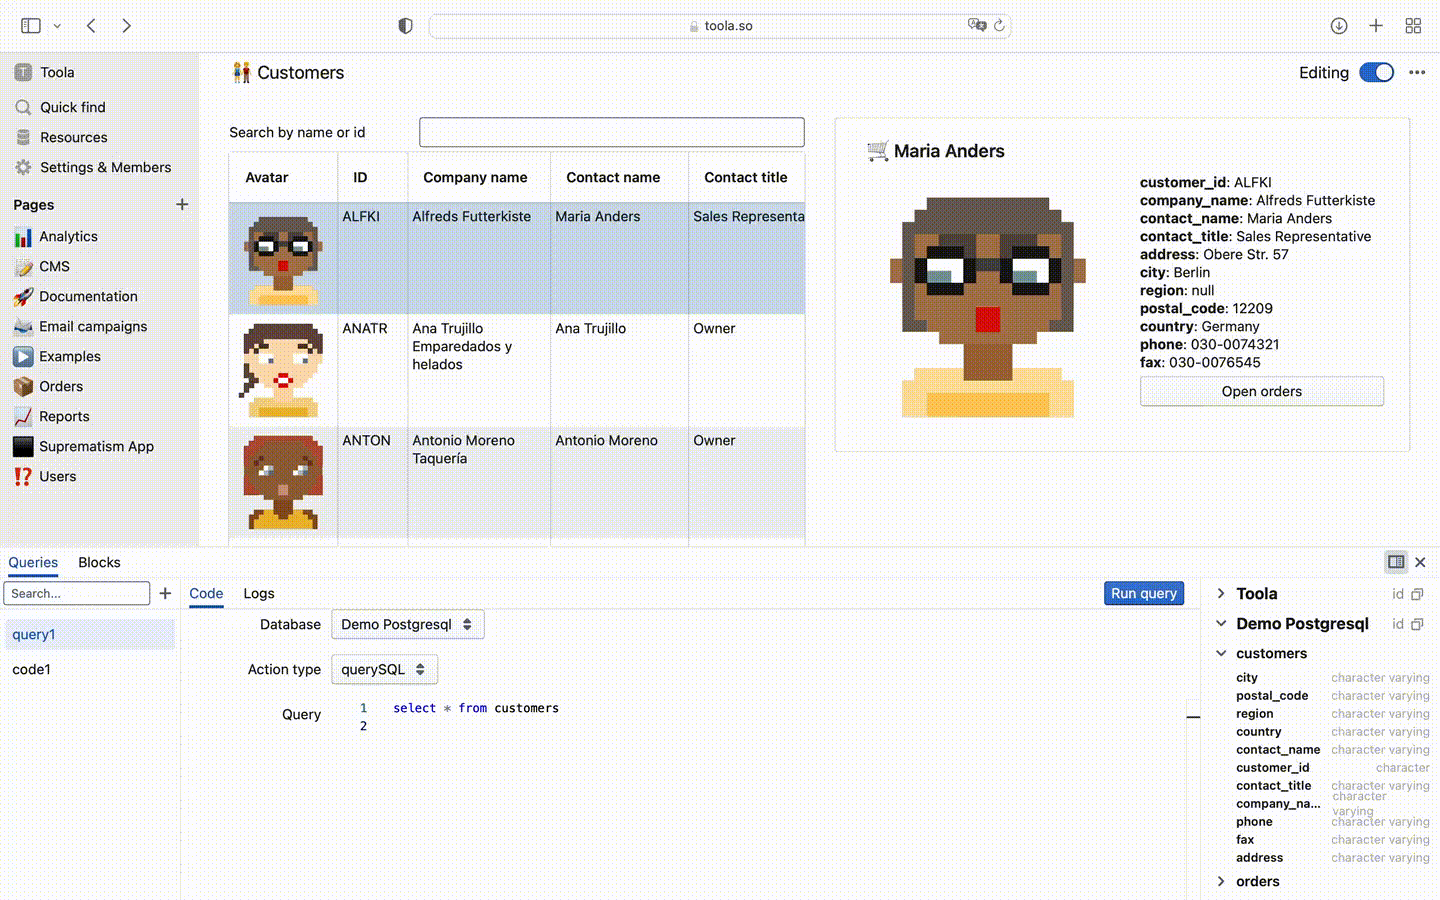 toola.so
Toola
Quick find
Resources
Settings & Members
Pages
Analytics
CMS
Documentation
Email campaigns
Examples
Orders
Reports
Suprematism App
Users
Customers
Editing
Search by name or id
Avatar ID Company name Contact name Contact title
ALFKI Alfreds Futterkiste Maria Anders Sales Representa
ANATR Ana Trujillo Ana Trujillo Owner
Emparedados y
helados
ANTON Antonio Moreno Antonio Moreno Owner
Taquería
Maria Anders
customer_id: ALFKI
company_name: Alfreds Futterkiste
contact_name: Maria Anders
contact_title: Sales Representative
address: Obere Str. 57
city: Berlin
region: null
postal_code: 12209
country: Germany
phone: 030-0074321
fax: 030-0076545
Open orders
Queries Blocks
Search...
query1
code1
Code Logs
Run query
Database Demo Postgresql
Action type querySQL
Query
1 select * from customers
2
Toola id
Demo Postgresql id
customers
city character varying
postal_code character varying
region character varying
country character varying
contact_name character varying
customer_id character
contact_title character varying
company_na... character varying
phone character varying
fax character varying
address character varying
orders